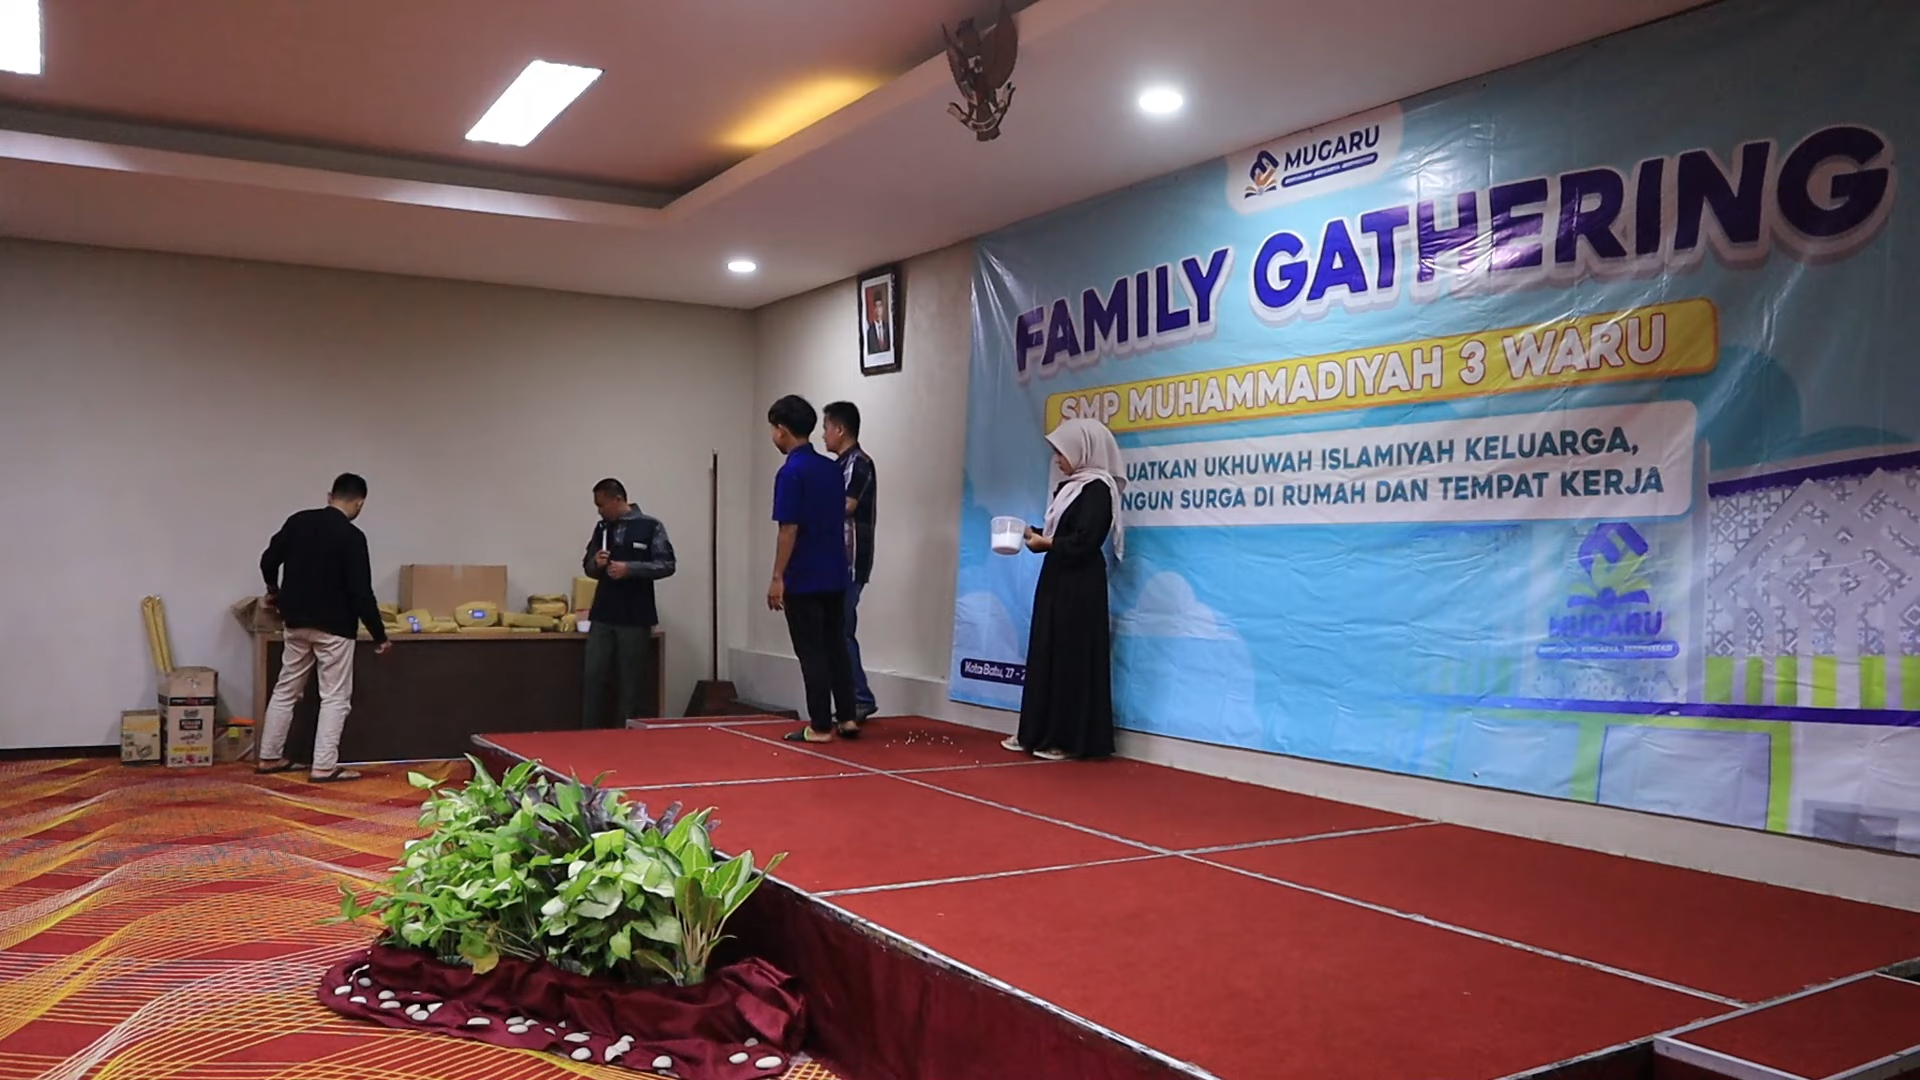 MUGARU
FAMILY GATHERING
SMP MUHAMMADIYAH 3 WARU
UATKAN UKHUWAH ISLAMIYAH KELUARGA,
NGUN SURGA DI RUMAH DAN TEMPAT KERJA
MUGARU
Kota Batu, 27 -